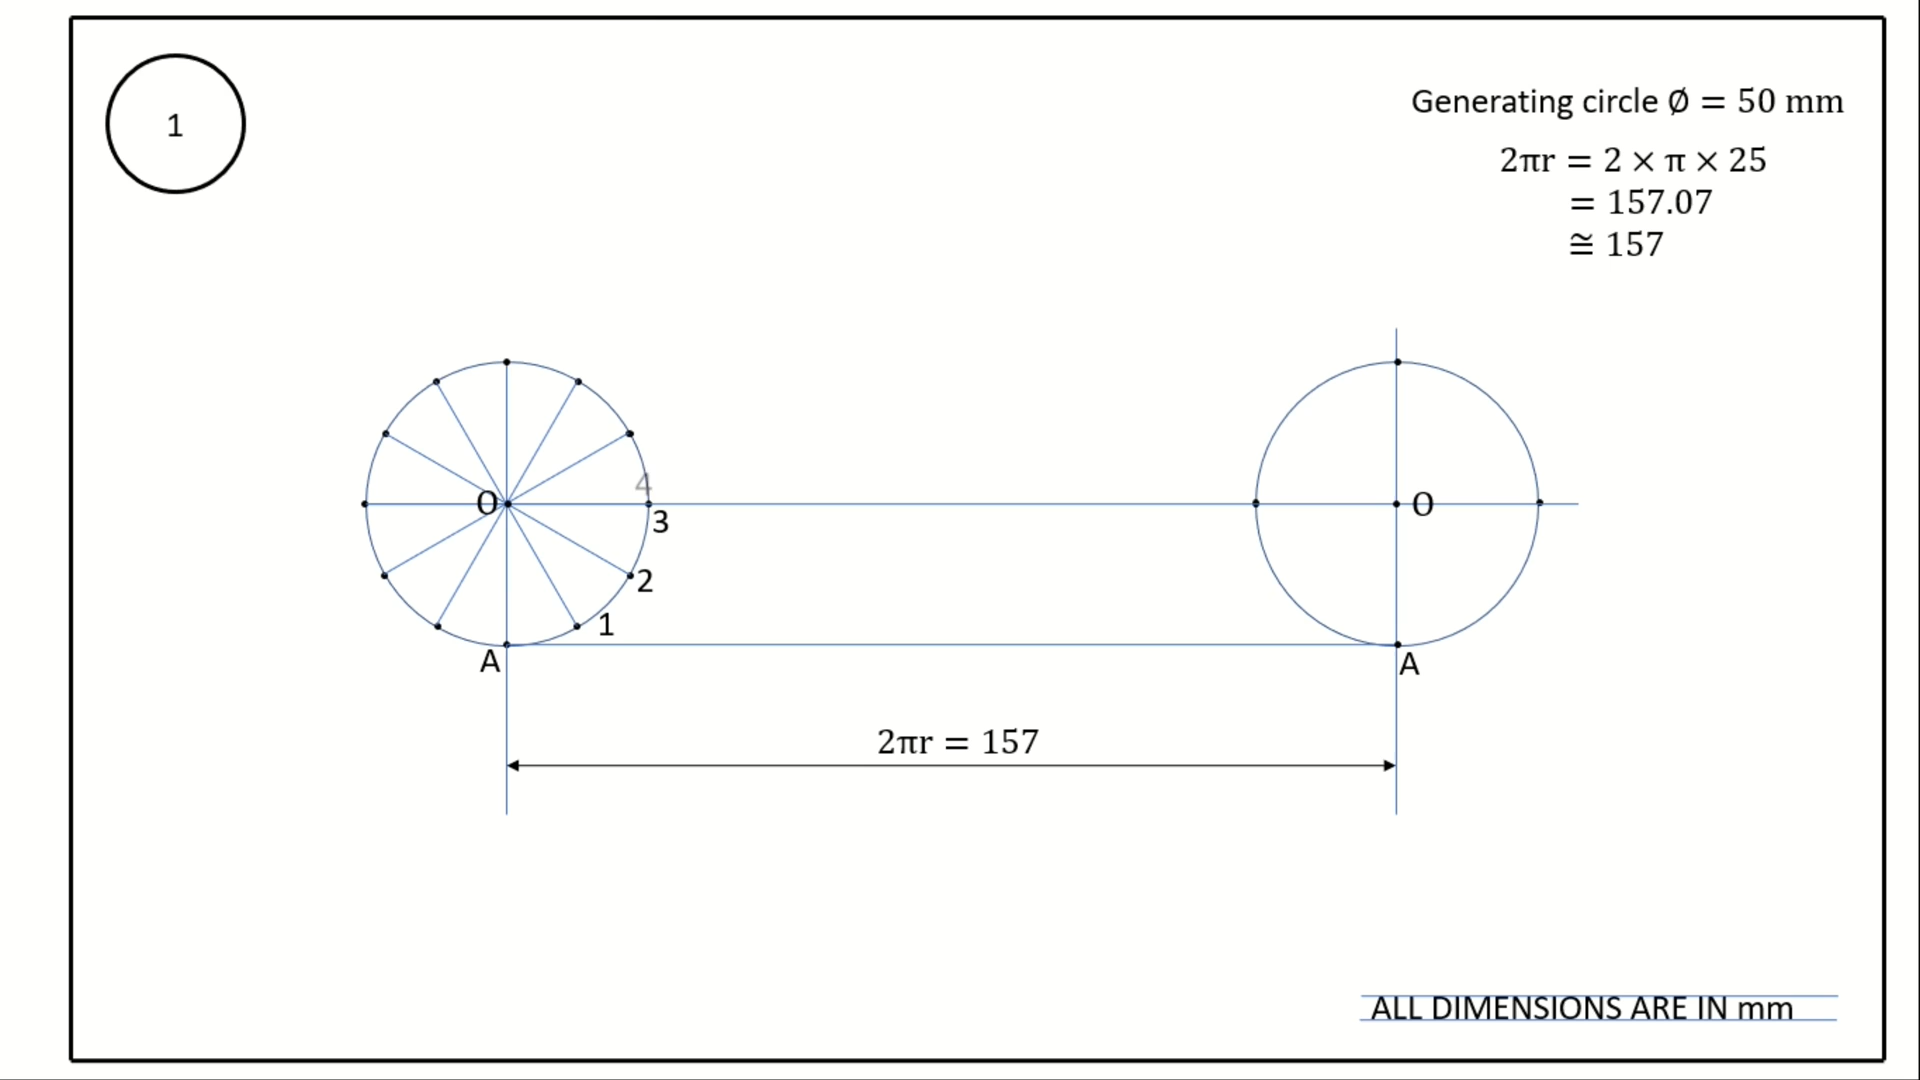 1
Generating circle Ø = 50 mm
2πr = 2 × π × 25
= 157.07
≅ 157
4
O
O
3
2
1
A
A
2πr = 157
ALL DIMENSIONS ARE IN mm